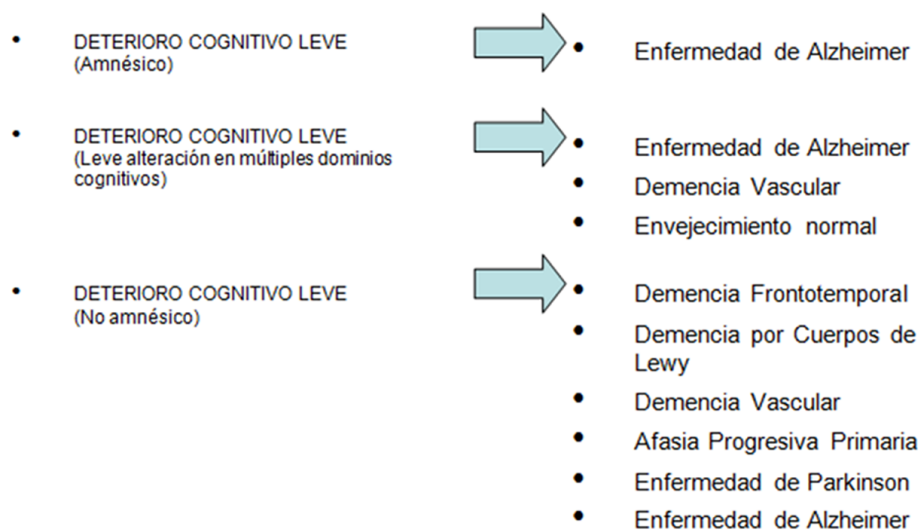 • DETERIORO COGNITIVO LEVE
(Amnésico)
• Enfermedad de Alzheimer
• DETERIORO COGNITIVO LEVE
(Leve alteración en múltiples dominios
cognitivos)
• Enfermedad de Alzheimer
• Demencia Vascular
• Envejecimiento normal
• DETERIORO COGNITIVO LEVE
(No amnésico)
• Demencia Frontotemporal
• Demencia por Cuerpos de
Lewy
• Demencia Vascular
• Afasia Progresiva Primaria
• Enfermedad de Parkinson
• Enfermedad de Alzheimer